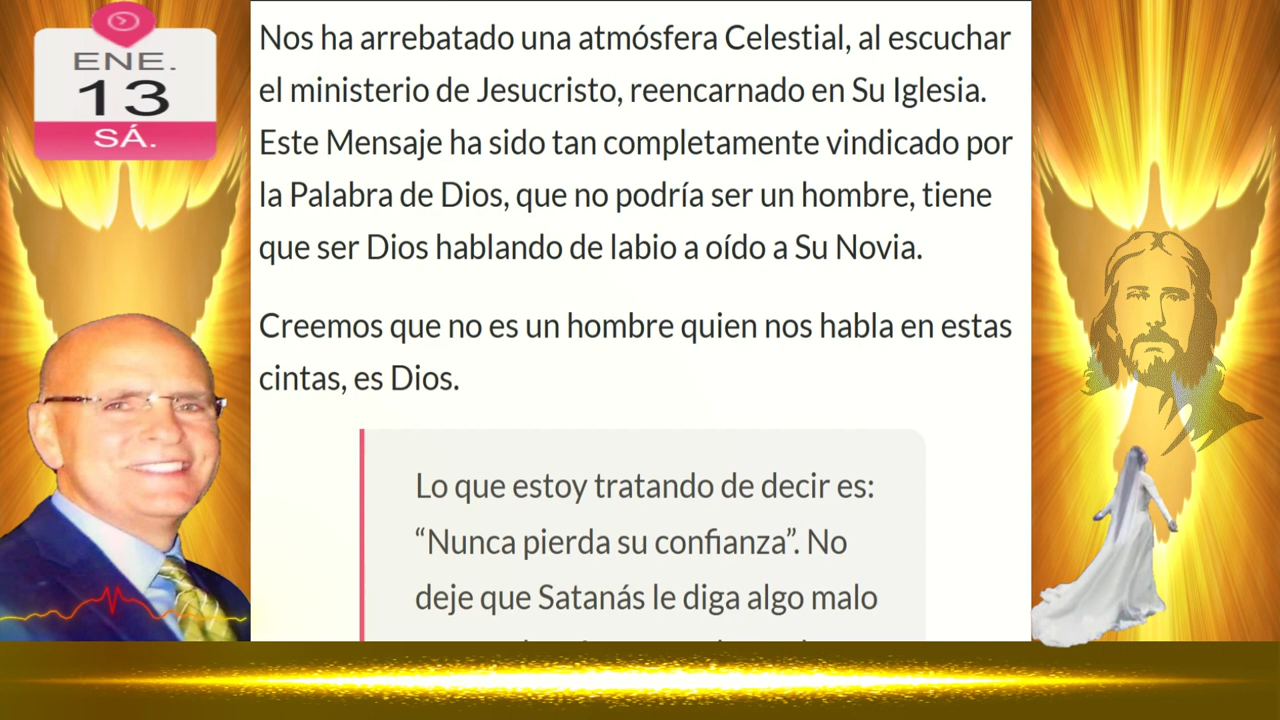 ENE.
13
SÁ.
Nos ha arrebatado una atmósfera Celestial, al escuchar
el ministerio de Jesucristo, reencarnado en Su Iglesia.
Este Mensaje ha sido tan completamente vindicado por
la Palabra de Dios, que no podría ser un hombre, tiene
que ser Dios hablando de labio a oído a Su Novia.
Creemos que no es un hombre quien nos habla en estas
cintas, es Dios.
Lo que estoy tratando de decir es:
“Nunca pierda su confianza”. No
deje que Satanás le diga algo malo